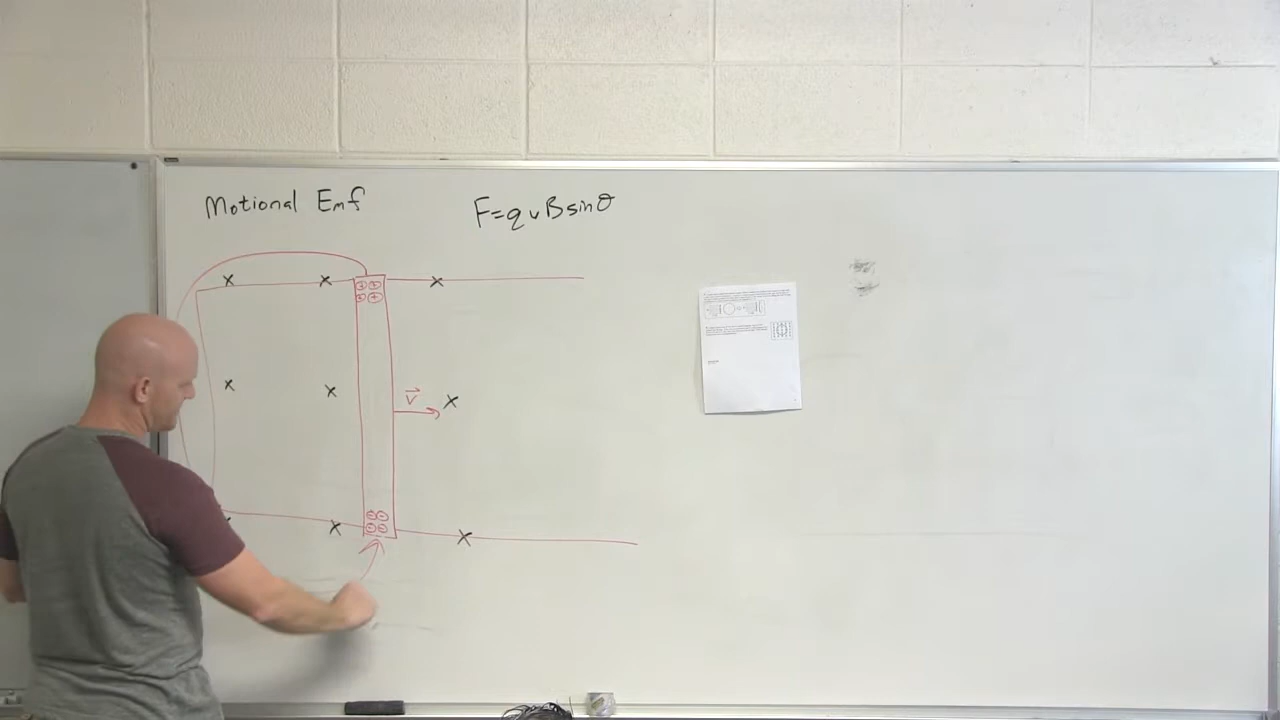 Motional Emf
F=qvBsinθ
x x x
+ +
+ +
x x v⃗ x
− −
− −
x x x